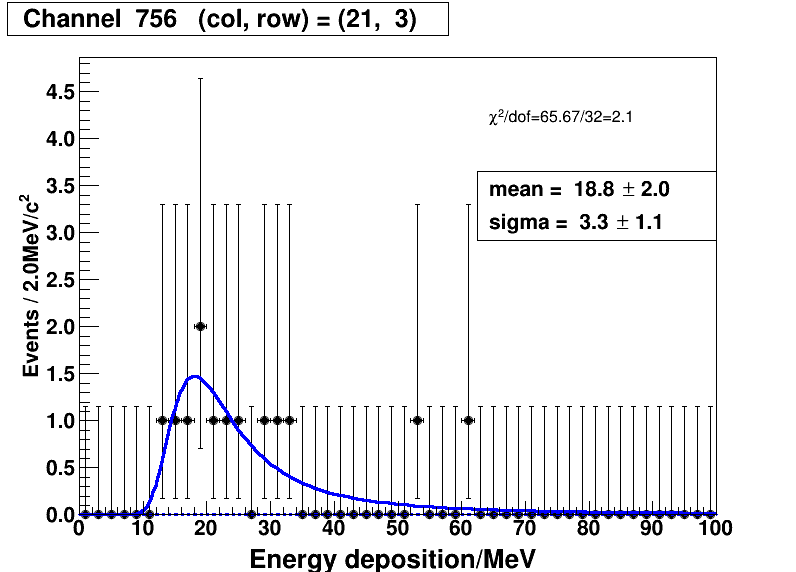 Channel 756 (col, row) = (21, 3)
χ²/dof=65.67/32=2.1
mean = 18.8 ± 2.0
sigma = 3.3 ± 1.1
Events / 2.0MeV/c²
4.5
4.0
3.5
3.0
2.5
2.0
1.5
1.0
0.5
0.0
0 10 20 30 40 50 60 70 80 90 100
Energy deposition/MeV